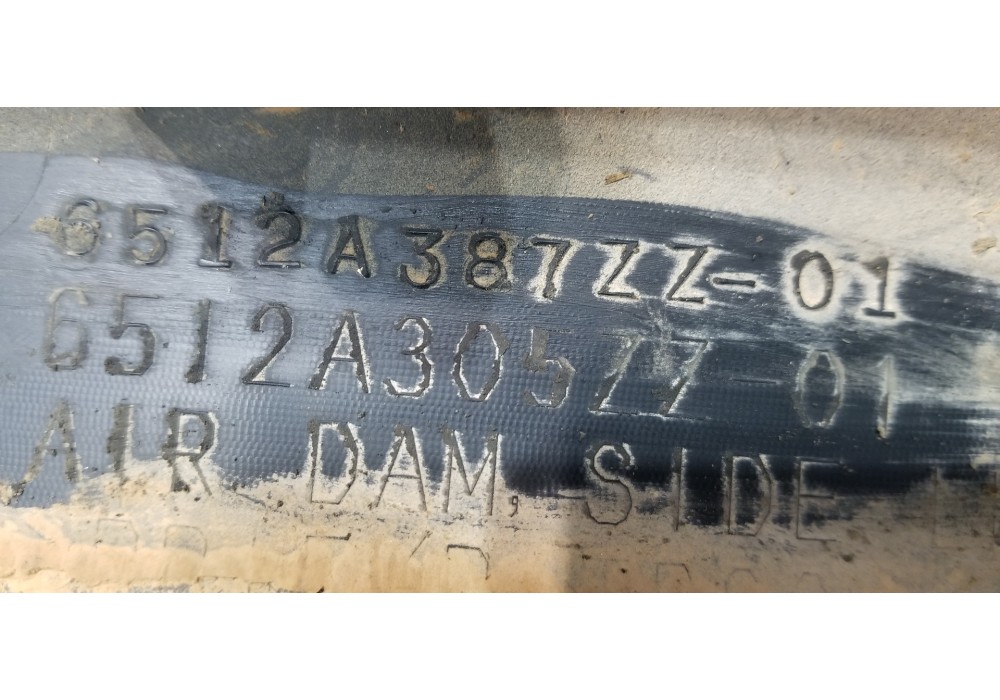 6512A387ZZ-01
6512A305ZZ-01
AIR DAM, SIDE